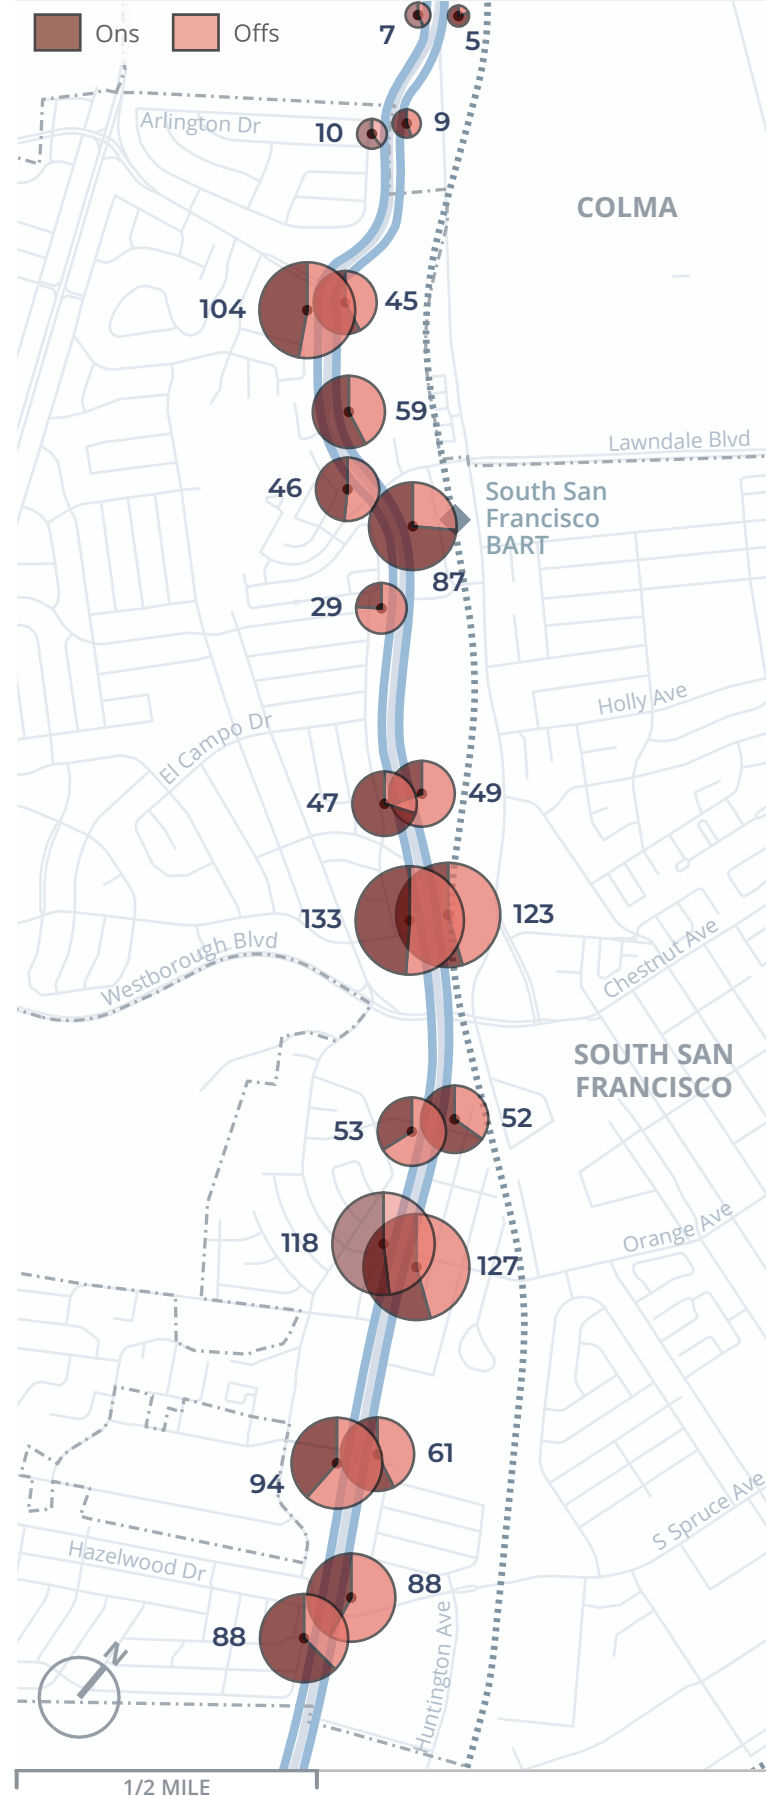 Ons
Offs
7
5
Arlington Dr
10
9
COLMA
104
45
59
Lawndale Blvd
46
South San
Francisco
BART
87
29
Holly Ave
El Campo Dr
47
49
133
123
Chestnut Ave
Westborough Blvd
SOUTH SAN
FRANCISCO
53
52
118
127
Orange Ave
61
94
S Spruce Ave
Hazelwood Dr
88
88
Huntington Ave
N
1/2 MILE